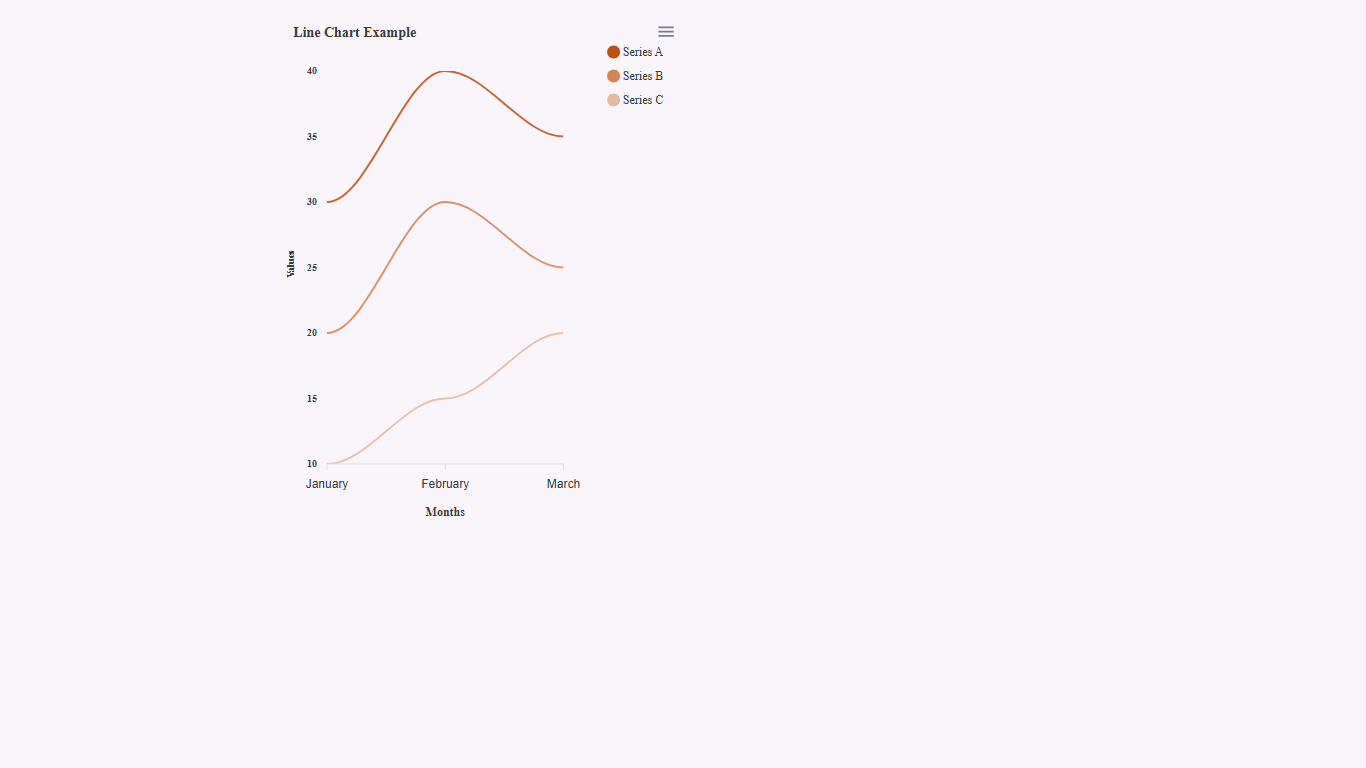 Line Chart Example
Series A
Series B
Series C
40
35
30
25
20
15
10
Values
January February March
Months